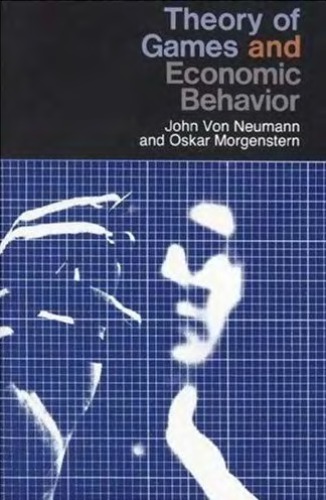 Theory of
Games and
Economic
Behavior
John Von Neumann
and Oskar Morgenstern